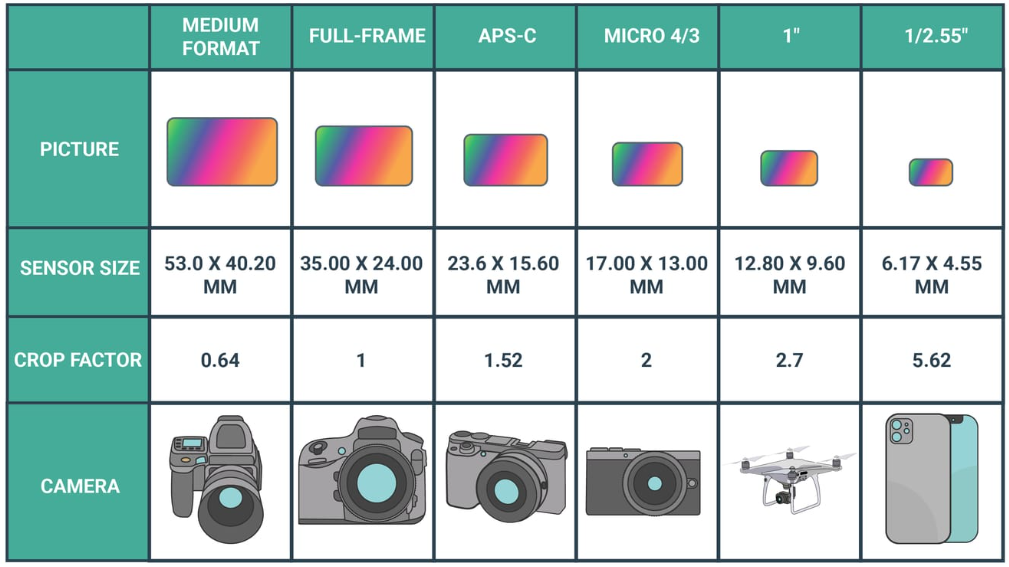 MEDIUM
FORMAT
FULL-FRAME
APS-C
MICRO 4/3
1"
1/2.55"
PICTURE
SENSOR SIZE
53.0 X 40.20
MM
35.00 X 24.00
MM
23.6 X 15.60
MM
17.00 X 13.00
MM
12.80 X 9.60
MM
6.17 X 4.55
MM
CROP FACTOR
0.64
1
1.52
2
2.7
5.62
CAMERA